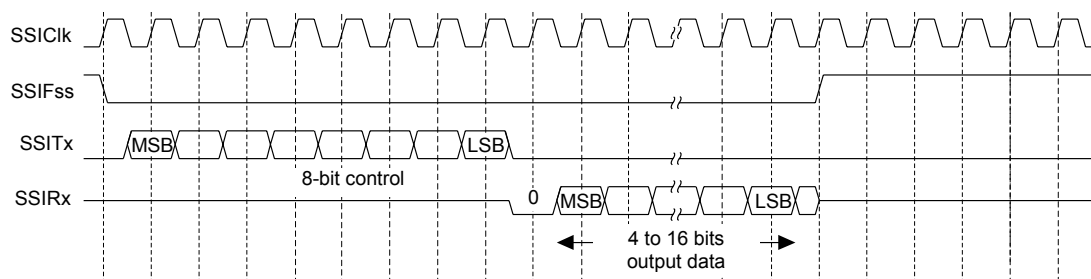 SSIClk
SSIFss
SSITx
MSB
LSB
8-bit control
SSIRx
0
MSB
LSB
4 to 16 bits
output data